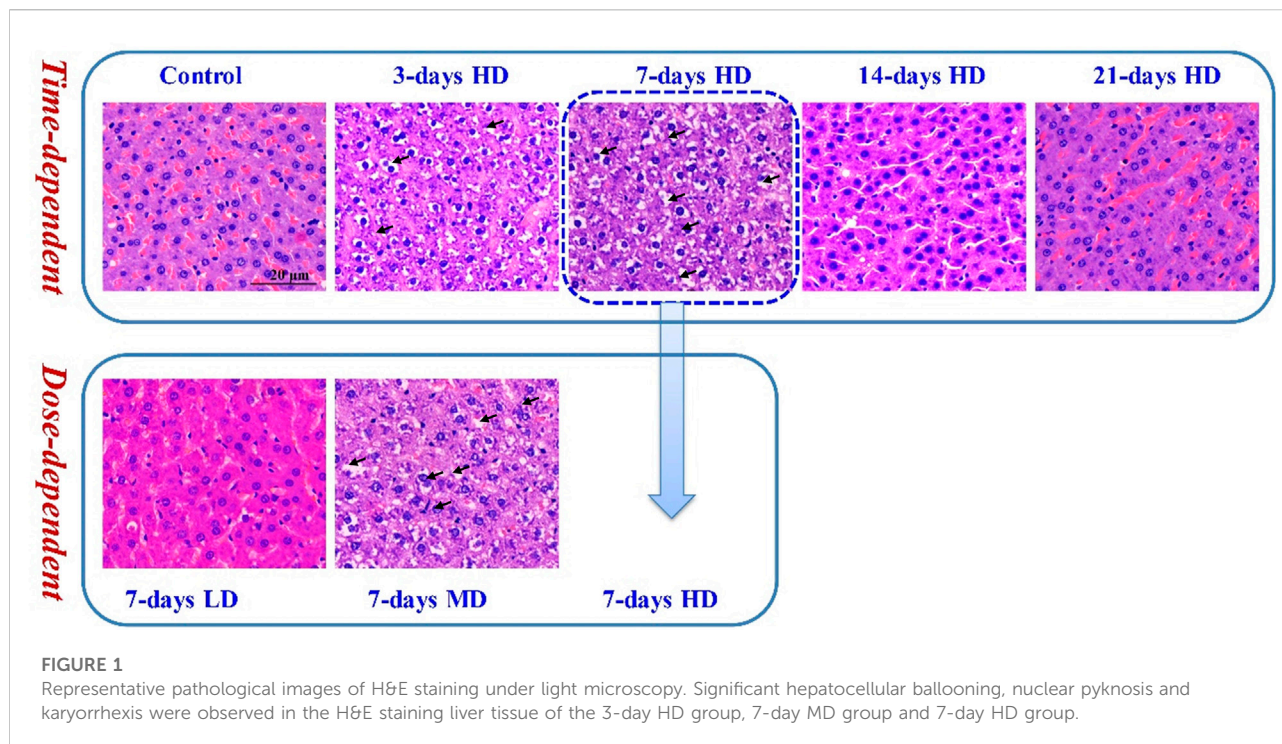 Time-dependent
Control
3-days HD
7-days HD
14-days HD
21-days HD
20 µm
Dose-dependent
7-days LD
7-days MD
7-days HD
FIGURE 1
Representative pathological images of H&E staining under light microscopy. Significant hepatocellular ballooning, nuclear pyknosis and
karyorrhexis were observed in the H&E staining liver tissue of the 3-day HD group, 7-day MD group and 7-day HD group.